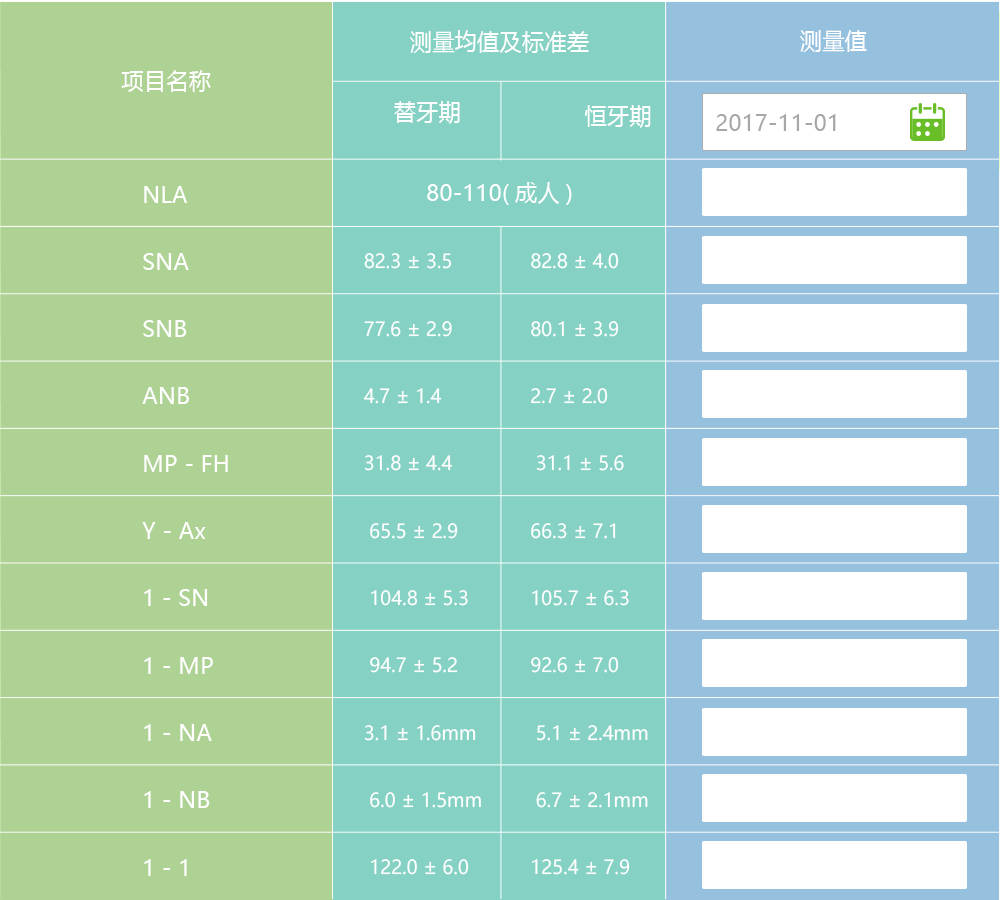 项目名称 测量均值及标准差 测量值
替牙期 恒牙期 2017-11-01
NLA 80-110( 成人 )
SNA 82.3 ± 3.5 82.8 ± 4.0
SNB 77.6 ± 2.9 80.1 ± 3.9
ANB 4.7 ± 1.4 2.7 ± 2.0
MP - FH 31.8 ± 4.4 31.1 ± 5.6
Y - Ax 65.5 ± 2.9 66.3 ± 7.1
1 - SN 104.8 ± 5.3 105.7 ± 6.3
1 - MP 94.7 ± 5.2 92.6 ± 7.0
1 - NA 3.1 ± 1.6mm 5.1 ± 2.4mm
1 - NB 6.0 ± 1.5mm 6.7 ± 2.1mm
1 - 1 122.0 ± 6.0 125.4 ± 7.9